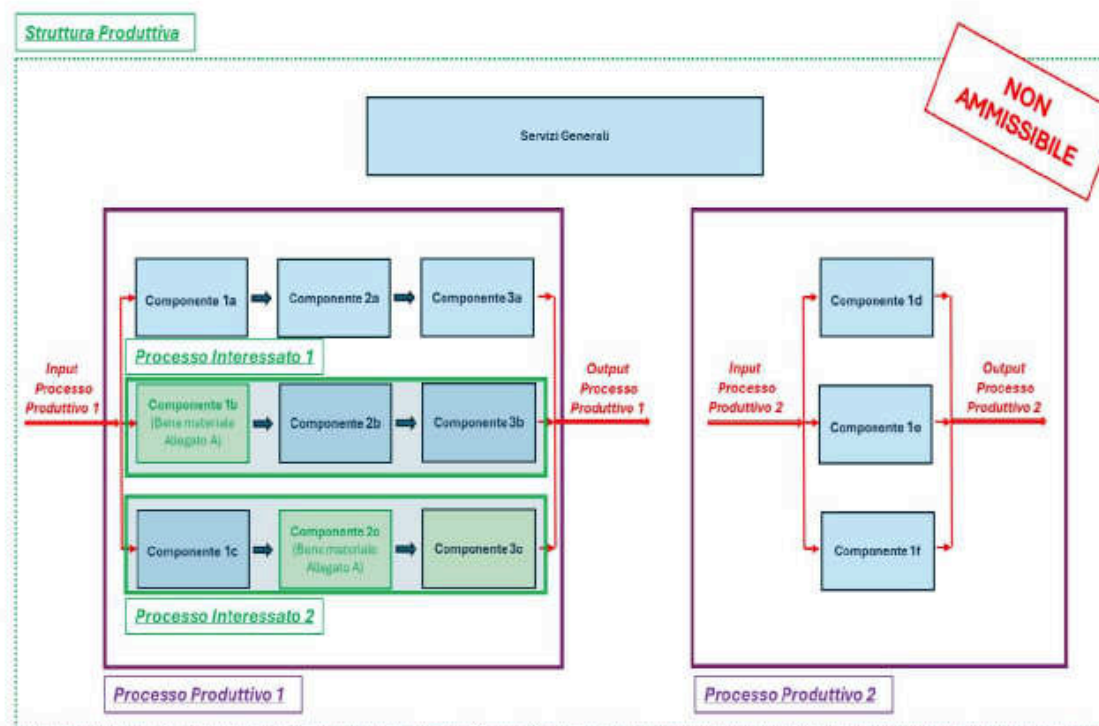 Struttura Produttiva
NON
AMMISSIBILE
Servizi Generali
Componente 1a
Componente 2a
Componente 3a
Componente 1d
Processo Interessato 1
Input
Processo
Produttivo 1
Output
Processo
Produttivo 1
Input
Processo
Produttivo 2
Output
Processo
Produttivo 2
Componente 1b
(Bene materiale
Allegato A)
Componente 2b
Componente 3b
Componente 1e
Componente 1c
Componente 2c
(Bene materiale
Allegato A)
Componente 3c
Componente 1f
Processo Interessato 2
Processo Produttivo 1
Processo Produttivo 2